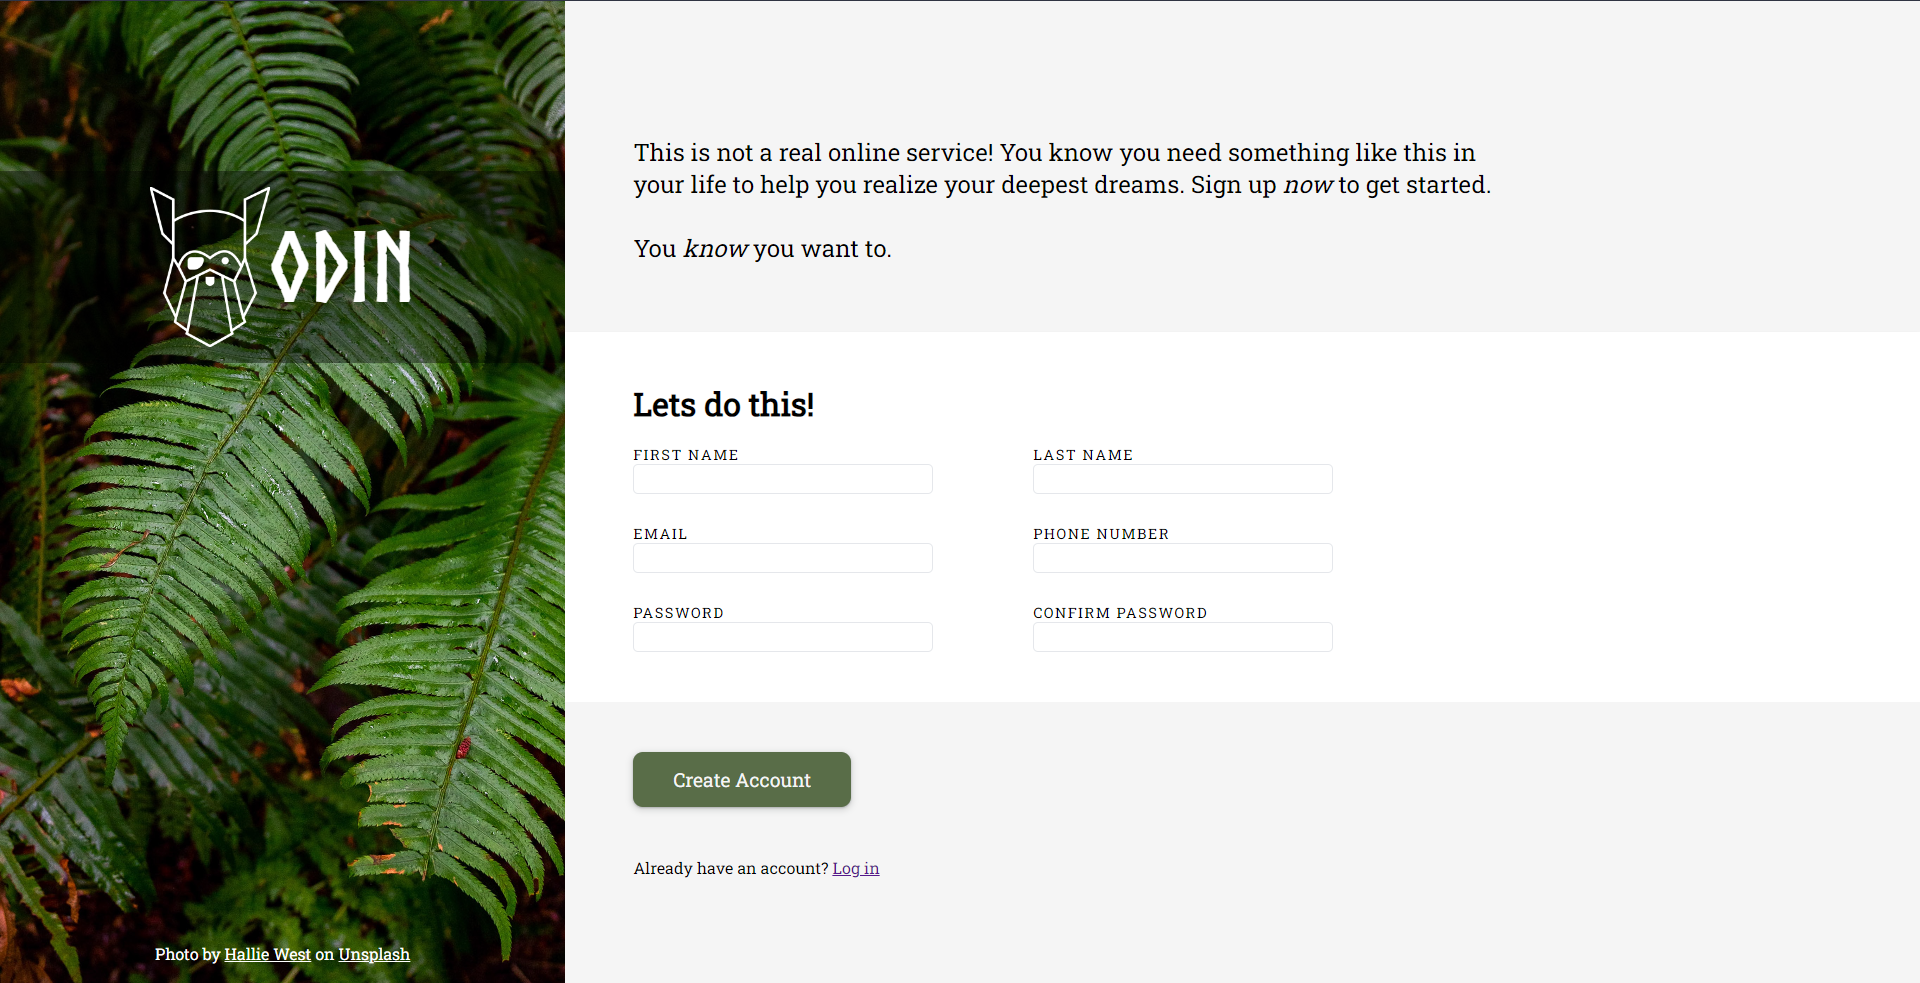 ODIN
Photo by Hallie West on Unsplash
This is not a real online service! You know you need something like this in
your life to help you realize your deepest dreams. Sign up now to get started.
You know you want to.
Lets do this!
FIRST NAME
LAST NAME
EMAIL
PHONE NUMBER
PASSWORD
CONFIRM PASSWORD
Create Account
Already have an account? Log in